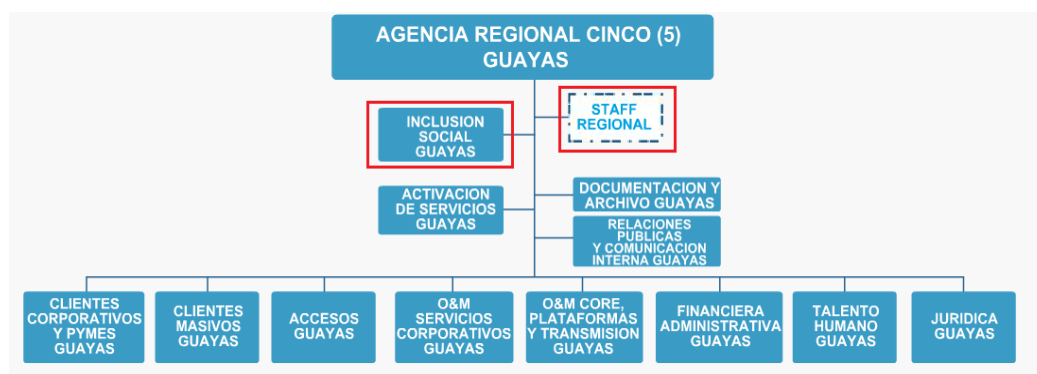 AGENCIA REGIONAL CINCO (5)
GUAYAS
INCLUSION
SOCIAL
GUAYAS
STAFF
REGIONAL
ACTIVACION
DE SERVICIOS
GUAYAS
DOCUMENTACION Y
ARCHIVO GUAYAS
RELACIONES
PUBLICAS
Y COMUNICACION
INTERNA GUAYAS
CLIENTES
CORPORATIVOS
Y PYMES
GUAYAS
CLIENTES
MASIVOS
GUAYAS
ACCESOS
GUAYAS
O&M
SERVICIOS
CORPORATIVOS
GUAYAS
O&M CORE,
PLATAFORMAS
Y TRANSMISION
GUAYAS
FINANCIERA
ADMINISTRATIVA
GUAYAS
TALENTO
HUMANO
GUAYAS
JURIDICA
GUAYAS